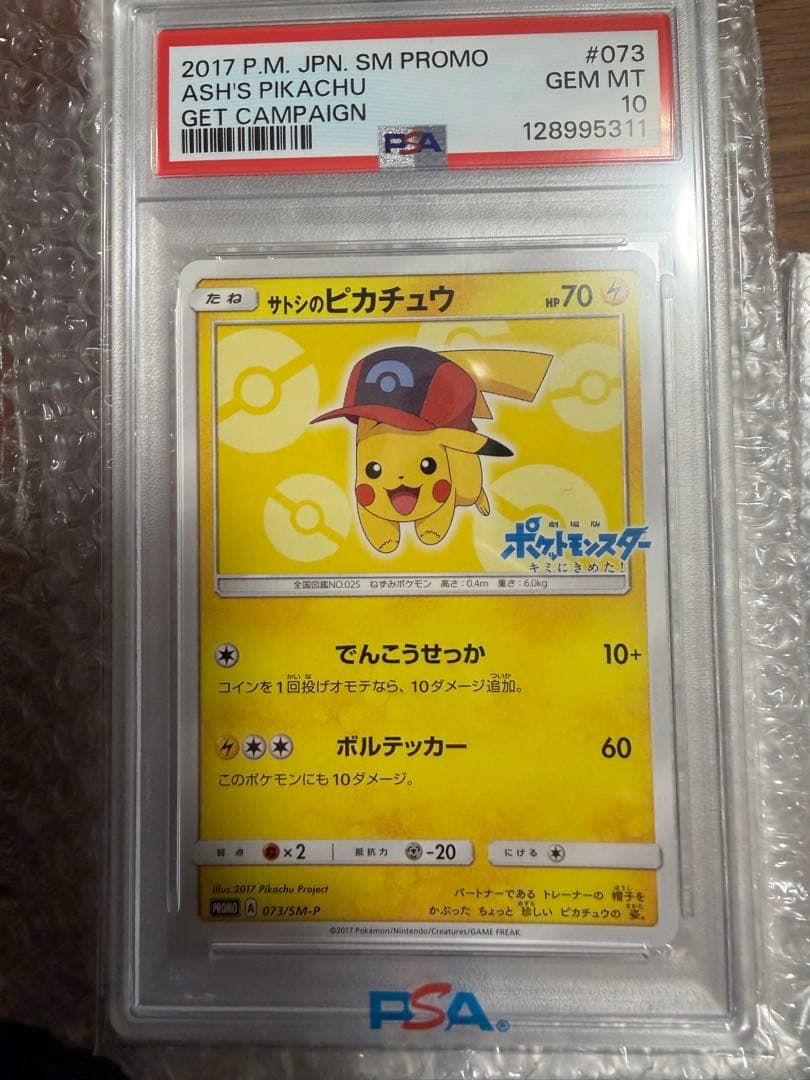 2017 P.M. JPN. SM PROMO #073
ASH'S PIKACHU GEM MT
GET CAMPAIGN 10
PSA 128995311
たね サトシのピカチュウ HP70
劇場版
ポケットモンスター
キミにきめた!
全国図鑑NO.025 ねずみポケモン 高さ:0.4m 重さ:6.0kg
でんこうせっか 10+
コインを1回投げオモテなら、10ダメージ追加。
ボルテッカー 60
このポケモンにも10ダメージ。
弱点 ×2 抵抗力 -20 にげる
Illus.2017 Pikachu Project
PROMO A 073/SM-P
パートナーである トレーナーの 帽子を
かぶった ちょっと 珍しい ピカチュウの 姿。
©2017 Pokémon/Nintendo/Creatures/GAME FREAK.
PSA®